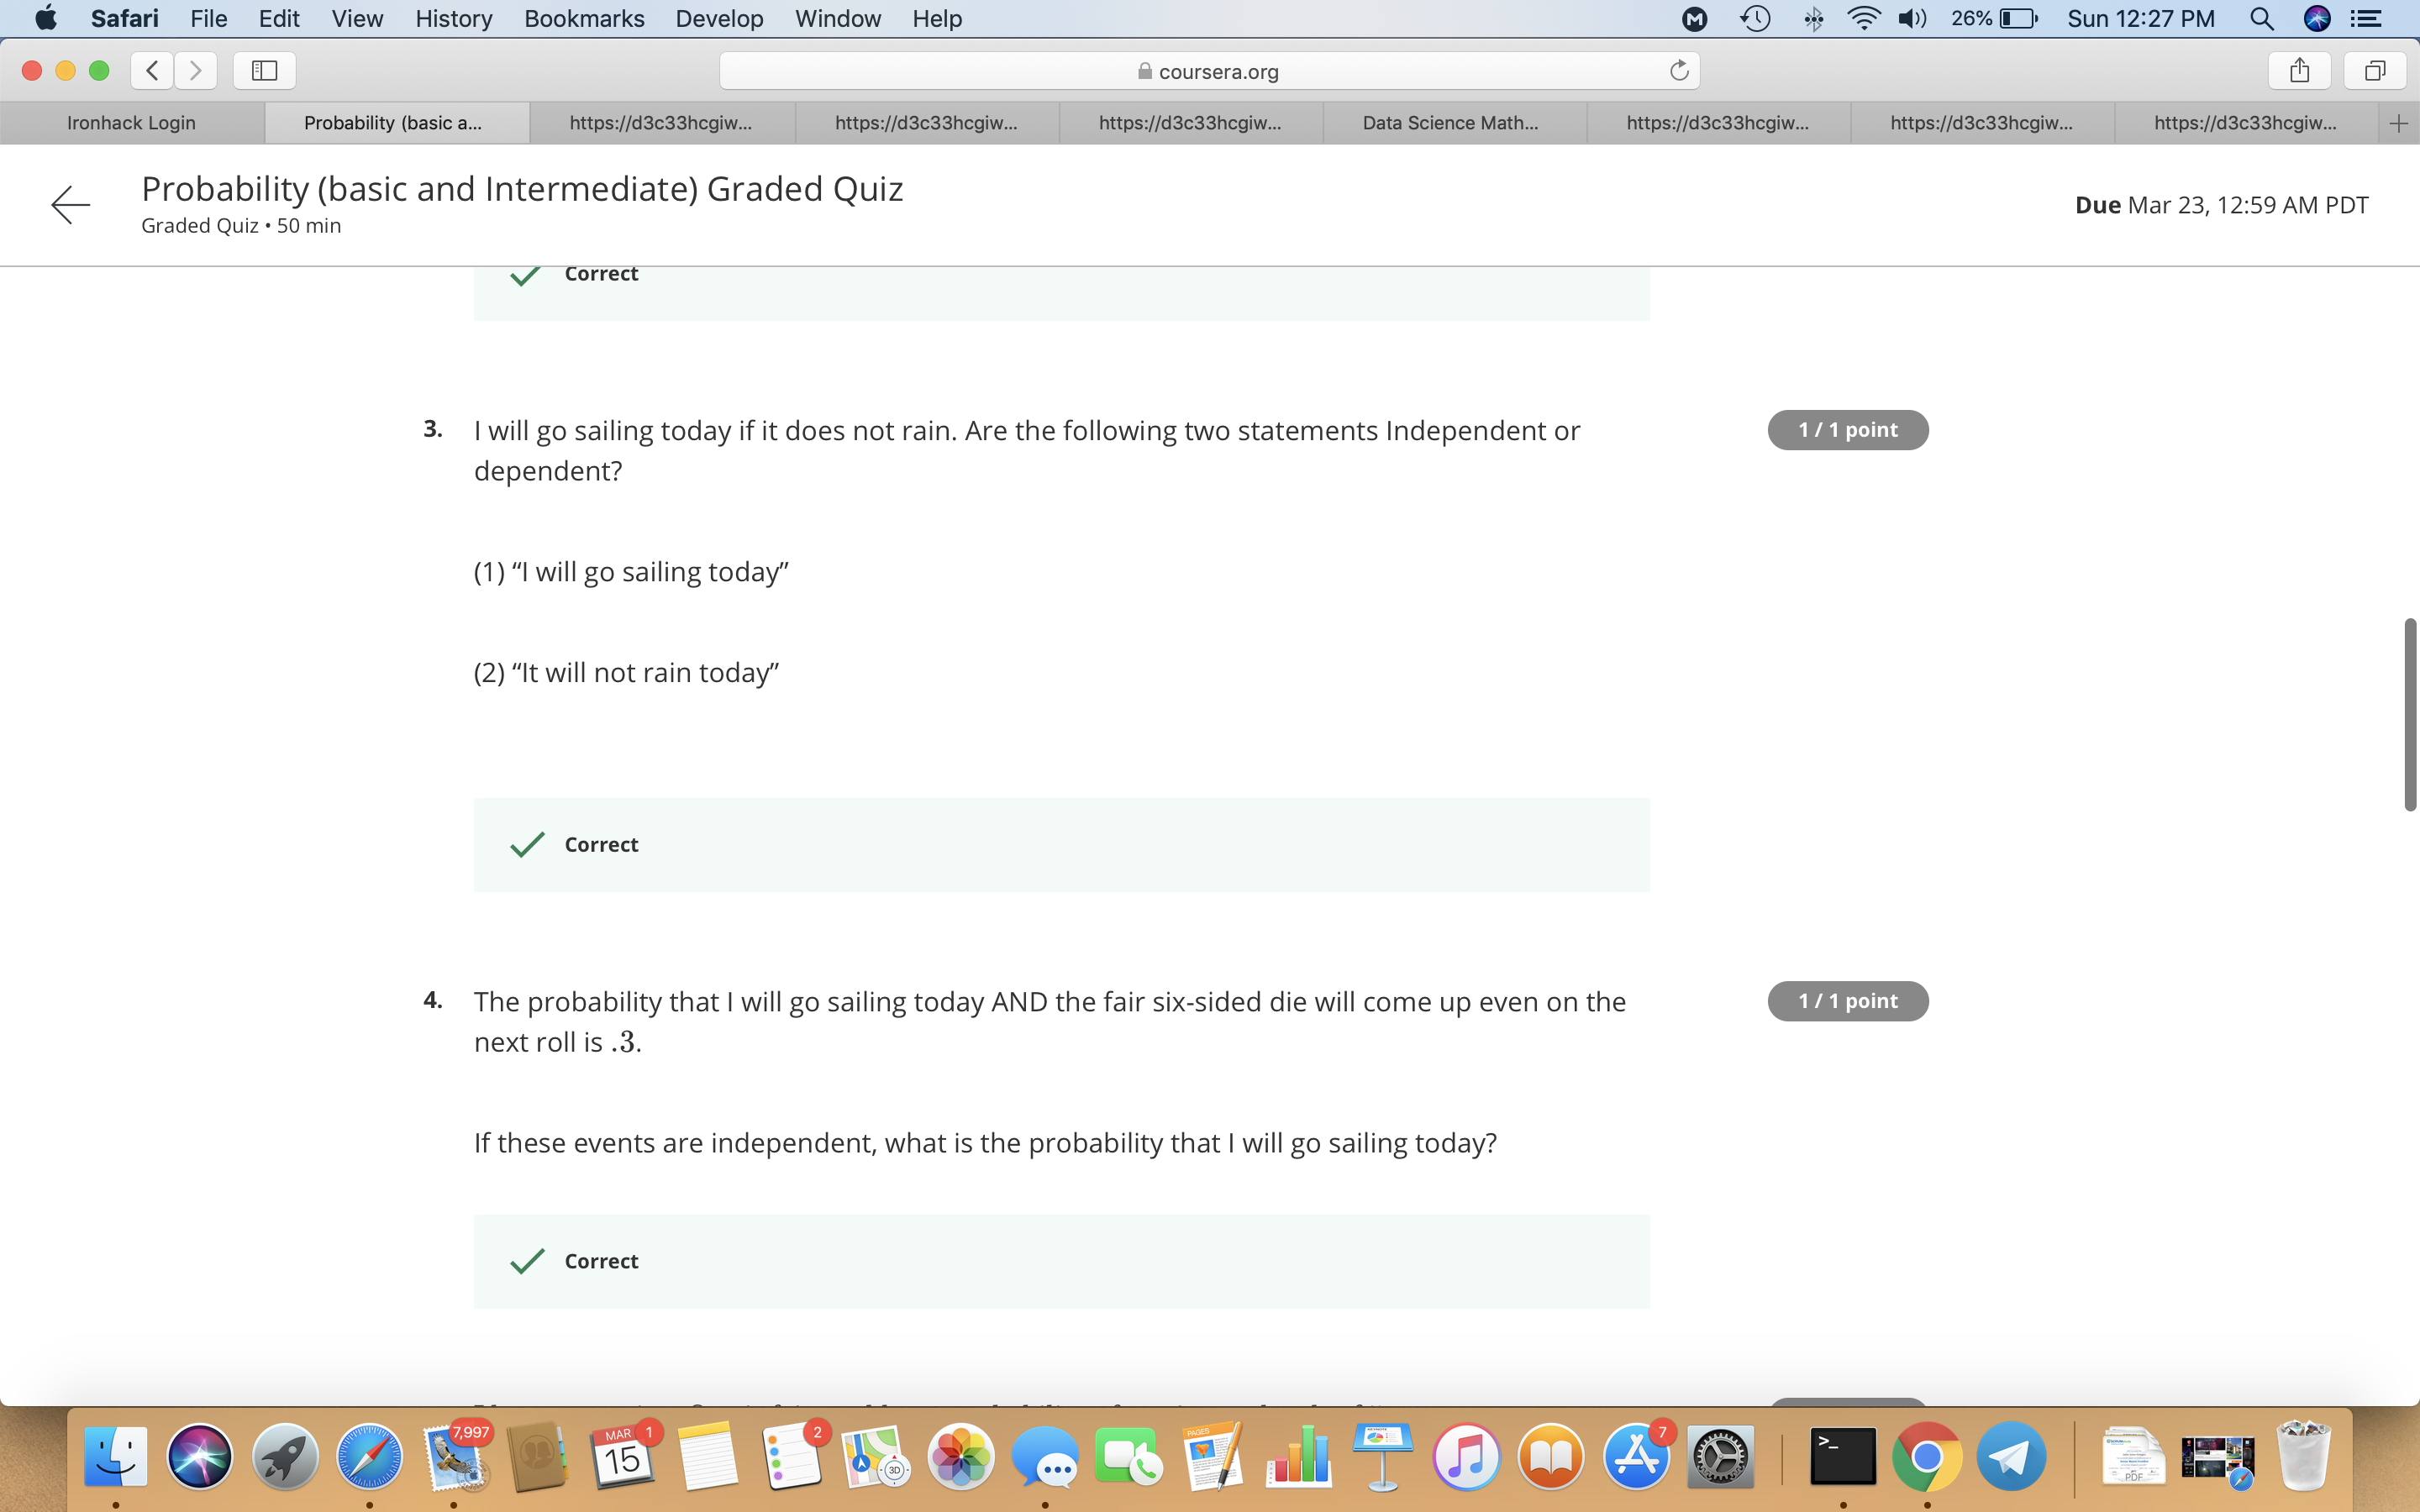 Safari File Edit View History Bookmarks Develop Window Help 26% Sun 12:27 PM
coursera.org
Ironhack Login Probability (basic a... https://d3c33hcgiw... https://d3c33hcgiw... https://d3c33hcgiw... Data Science Math... https://d3c33hcgiw... https://d3c33hcgiw... https://d3c33hcgiw...
Probability (basic and Intermediate) Graded Quiz
Graded Quiz • 50 min
Due Mar 23, 12:59 AM PDT
Correct
3. I will go sailing today if it does not rain. Are the following two statements Independent or
dependent?
1 / 1 point
(1) “I will go sailing today”
(2) “It will not rain today”
Correct
4. The probability that I will go sailing today AND the fair six-sided die will come up even on the
next roll is .3.
1 / 1 point
If these events are independent, what is the probability that I will go sailing today?
Correct
7,997
MAR
15
1
2
3D
PAGES
7
>_
PDF